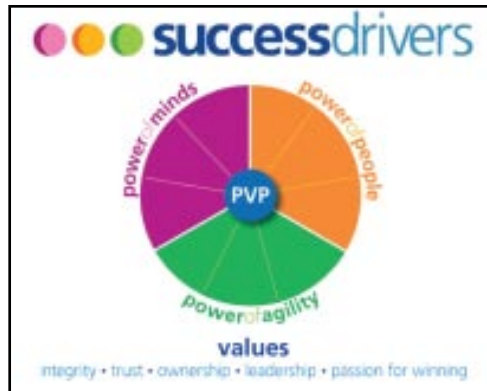 successdrivers
powerofminds
powerofpeople
PVP
powerofagility
values
integrity • trust • ownership • leadership • passion for winning